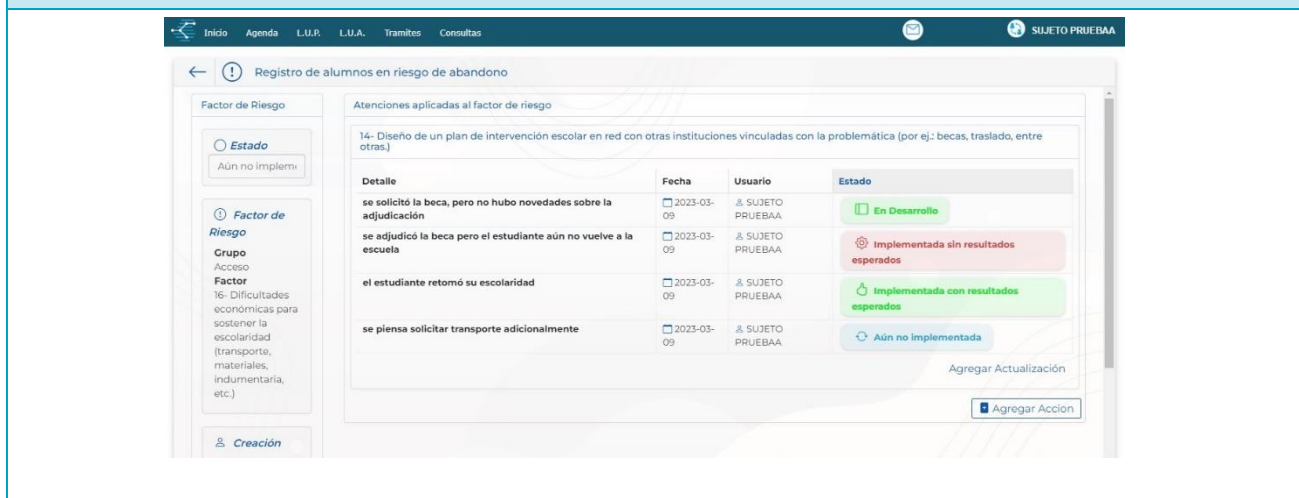 Inicio Agenda L.U.P. L.U.A. Tramites Consultas SUJETO PRUEBAA
Registro de alumnos en riesgo de abandono
Factor de Riesgo
Estado
Aún no impleme
Factor de
Riesgo
Grupo
Acceso
Factor
16- Dificultades
económicas para
sostener la
escolaridad
(transporte,
materiales,
indumentaria,
etc.)
Creación
Atenciones aplicadas al factor de riesgo
14- Diseño de un plan de intervención escolar en red con otras instituciones vinculadas con la problemática (por ej.: becas, traslado, entre
otras.)
Detalle Fecha Usuario Estado
se solicitó la beca, pero no hubo novedades sobre la
adjudicación
2023-03-
09
SUJETO
PRUEBAA
En Desarrollo
se adjudicó la beca pero el estudiante aún no vuelve a la
escuela
2023-03-
09
SUJETO
PRUEBAA
Implementada sin resultados
esperados
el estudiante retomó su escolaridad
2023-03-
09
SUJETO
PRUEBAA
Implementada con resultados
esperados
se piensa solicitar transporte adicionalmente
2023-03-
09
SUJETO
PRUEBAA
Aún no implementada
Agregar Actualización
Agregar Accion